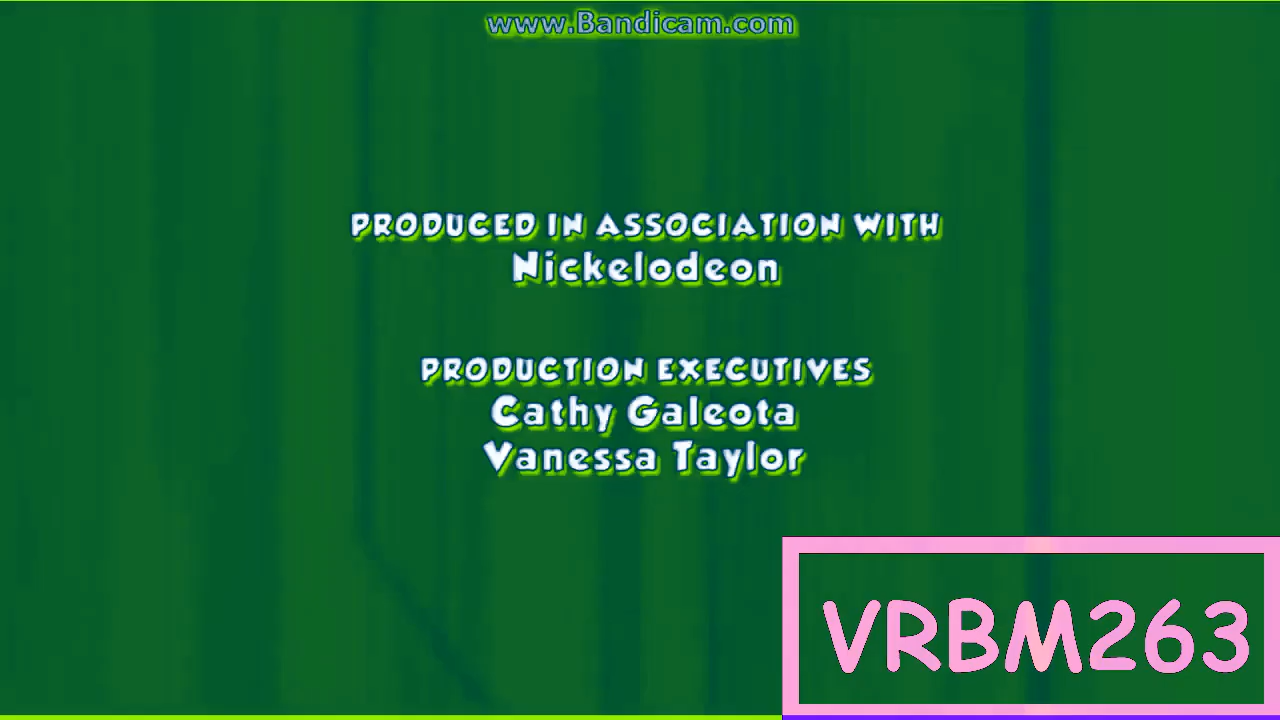 www.Bandicam.com
PRODUCED IN ASSOCIATION WITH
Nickelodeon
PRODUCTION EXECUTIVES
Cathy Galeota
Vanessa Taylor
VRBM263